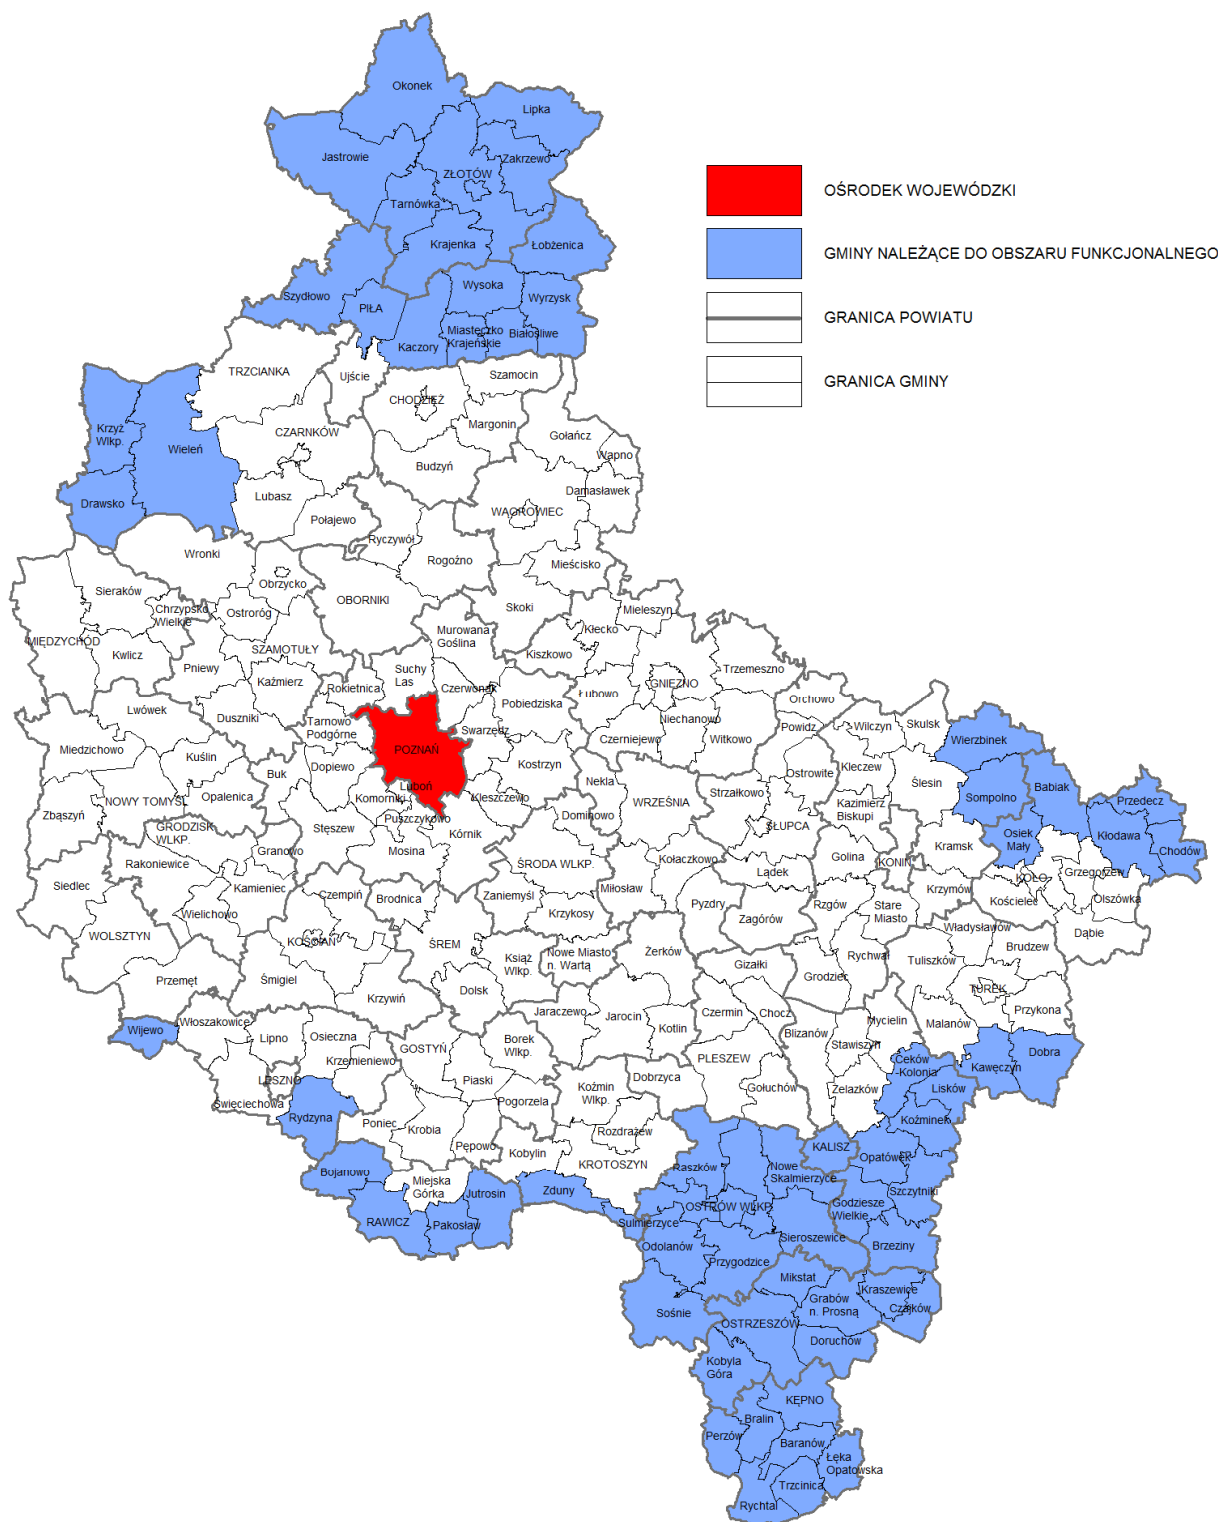 Okonek
Lipka
Jastrowie
Zakrzewo
ZŁOTÓW
Tarnówka
Krajenka
Łobżenica
OŚRODEK WOJEWÓDZKI
GMINY NALEŻĄCE DO OBSZARU FUNKCJONALNEGO
GRANICA POWIATU
GRANICA GMINY
Szydłowo
PIŁA
Wysoka
Wyrzysk
Miasteczko
Krajeńskie
Białośliwe
Kaczory
TRZCIANKA
Ujście
Szamocin
CHODZIEŻ
Margonin
Krzyż
Wlkp.
Wieleń
CZARNKÓW
Budzyń
Gołańcz
Wapno
Drawsko
Lubasz
Połajewo
Damasławek
WĄGROWIEC
Ryczywół
Rogoźno
Wronki
Mieścisko
Sieraków
Obrzycko
OBORNIKI
Chrzypsko
Wielkie
Ostroróg
Skoki
Mieleszyn
MIĘDZYCHÓD
Kwilcz
SZAMOTUŁY
Murowana
Goślina
Kłecko
Kiszkowo
Pniewy
Kaźmierz
Suchy
Las
Trzemeszno
Rokietnica
Czerwonak
Łubowo
GNIEZNO
Lwówek
Duszniki
Tarnowo
Podgórne
Pobiedziska
Orchowo
Niechanowo
Swarzędz
Czerniejewo
Witkowo
Powidz
Wilczyn
Skulsk
Wierzbinek
Miedzichowo
Kuślin
Buk
Dopiewo
POZNAŃ
Kostrzyn
Nekla
Ostrowite
Kleczew
Ślesin
Babiak
Zbąszyń
NOWY TOMYŚL
Opalenica
Luboń
Komorniki
Kleszczewo
WRZEŚNIA
Strzałkowo
Sompolno
Przedecz
Puszczykowo
Dominowo
Kazimierz
Biskupi
GRODZISK
WLKP.
Granowo
Stęszew
Kórnik
SŁUPCA
Osiek
Mały
Kłodawa
Chodów
Rakoniewice
Mosina
ŚRODA WLKP.
Kołaczkowo
Golina
KONIN
Kramsk
Siedlec
Kamieniec
Czempiń
Brodnica
Zaniemyśl
Miłosław
Lądek
Krzymów
KOŁO
Grzegorzew
Kościelec
Olszówka
Wielichowo
Krzykosy
Pyzdry
Zagórów
Rzgów
Stare
Miasto
WOLSZTYN
KOŚCIAN
ŚREM
Władysławów
Dąbie
Brudzew
Przemęt
Śmigiel
Książ
Wlkp.
Nowe Miasto
n. Wartą
Żerków
Gizałki
Grodziec
Rychwał
Tuliszków
Krzywiń
Dolsk
TUREK
Przykona
Wijewo
Włoszakowice
Lipno
Osieczna
Jaraczewo
Jarocin
Kotlin
Czermin
Chocz
Blizanów
Mycielin
Malanów
Krzemieniewo
GOSTYŃ
Borek
Wlkp.
Stawiszyn
Dobra
Kawęczyn
Ceków
-Kolonia
PLESZEW
LESZNO
Święciechowa
Piaski
Dobrzyca
Gołuchów
Żelazków
Lisków
Rydzyna
Pogorzela
Koźmin
Wlkp.
Poniec
Krobia
Koźminek
Pępowo
Kobylin
Rozdrażew
KROTOSZYN
KALISZ
Opatówek
Bojanowo
Miejska
Górka
Jutrosin
Zduny
Raszków
Nowe
Skalmierzyce
Szczytniki
RAWICZ
Pakosław
Sulmierzyce
OSTRÓW WLKP.
Godziesze
Wielkie
Odolanów
Sieroszewice
Brzeziny
Przygodzice
Mikstat
Kraszewice
Sośnie
Grabów
n. Prosną
Czajków
OSTRZESZÓW
Doruchów
Kobyla
Góra
KĘPNO
Bralin
Perzów
Baranów
Łęka
Opatowska
Trzcinica
Rychtal